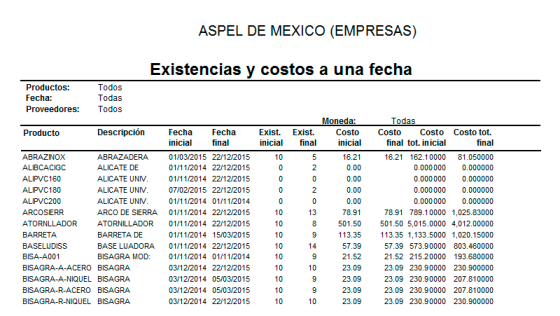 ASPEL DE MEXICO (EMPRESAS)
Existencias y costos a una fecha
Productos: Todos
Fecha: Todas
Proveedores: Todos
Moneda: Todas
Producto Descripción Fecha inicial Fecha final Exist. inicial Exist. final Costo inicial Costo final Costo tot. inicial Costo tot. final
ABRAZINOX ABRAZADERA 01/03/2015 22/12/2015 10 5 16.21 16.21 162.10000 81.050000
ALIBCACIGC ALICATE DE 01/11/2014 22/12/2015 0 2 0.00 0.000000 0.000000
ALIPVC160 ALICATE UNIV. 01/11/2014 22/12/2015 0 2 0.00 0.000000 0.000000
ALIPVC180 ALICATE UNIV. 07/02/2015 22/12/2015 0 2 0.00 0.000000 0.000000
ALIPVC200 ALICATE UNIV. 01/11/2014 01/11/2014 0 0 0.00 0.000000 0.000000
ARCOSIERR ARCO DE SIERRA 01/11/2014 22/12/2015 10 13 78.91 78.91 789.10000 1,025.83000
ATORNILLADOR ATORNILLADOR 01/11/2014 22/12/2015 10 8 501.50 501.50 5,015.0000 4,012.00000
BARRETA BARRETA DE 01/11/2014 15/03/2015 10 9 113.35 113.35 1,133.5000 1,020.15000
BASELUDISS BASE LIJADORA 01/11/2014 22/12/2015 10 14 57.39 57.39 573.90000 803.460000
BISA-A001 BISAGRA MOD: 01/11/2014 01/11/2014 10 9 21.52 21.52 215.20000 193.680000
BISAGRA-A-ACERO BISAGRA 03/12/2014 22/12/2015 10 10 23.09 23.09 230.90000 230.900000
BISAGRA-A-NIQUEL BISAGRA 03/12/2014 05/03/2015 10 9 23.09 23.09 230.90000 207.810000
BISAGRA-R-ACERO BISAGRA 03/12/2014 05/03/2015 10 9 23.09 23.09 230.90000 207.810000
BISAGRA-R-NIQUEL BISAGRA 03/12/2014 22/12/2015 10 10 23.09 23.09 230.90000 230.900000